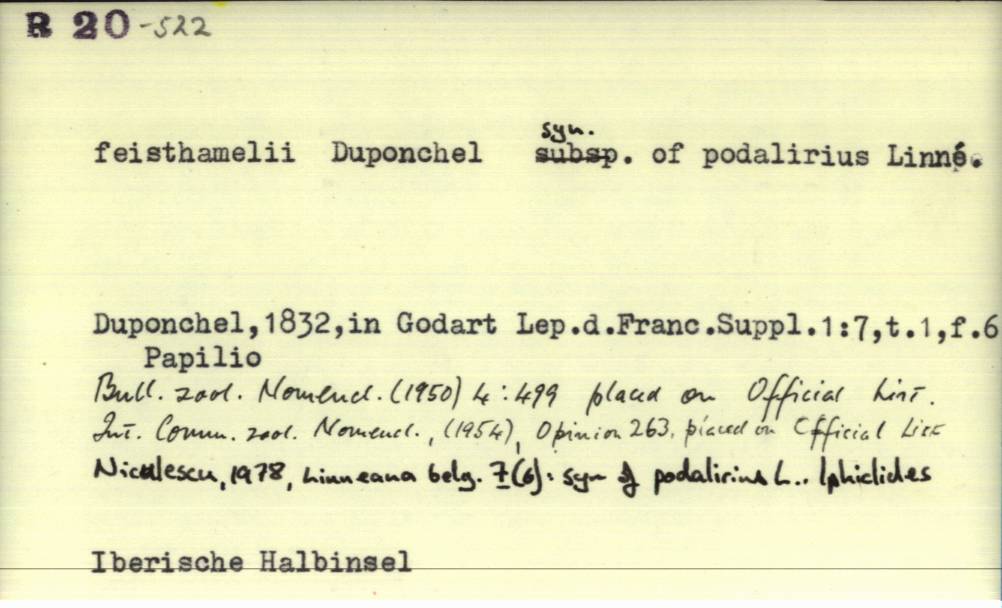 R 20-522
syn.
feisthamelii Duponchel subsp. of podalirius Linné.
Duponchel,1832,in Godart Lep.d.Franc.Suppl.1:7,t.1,f.6
Papilio
Bull. zool. Nomencl. (1950) 4:499 placed on Official List.
Int. Comm. zool. Nomencl., (1954), Opinion 263, placed on Official List
Niculescu, 1978, Linneana belg. 7(6): syn of podalirius L.. Iphiclides
Iberische Halbinsel